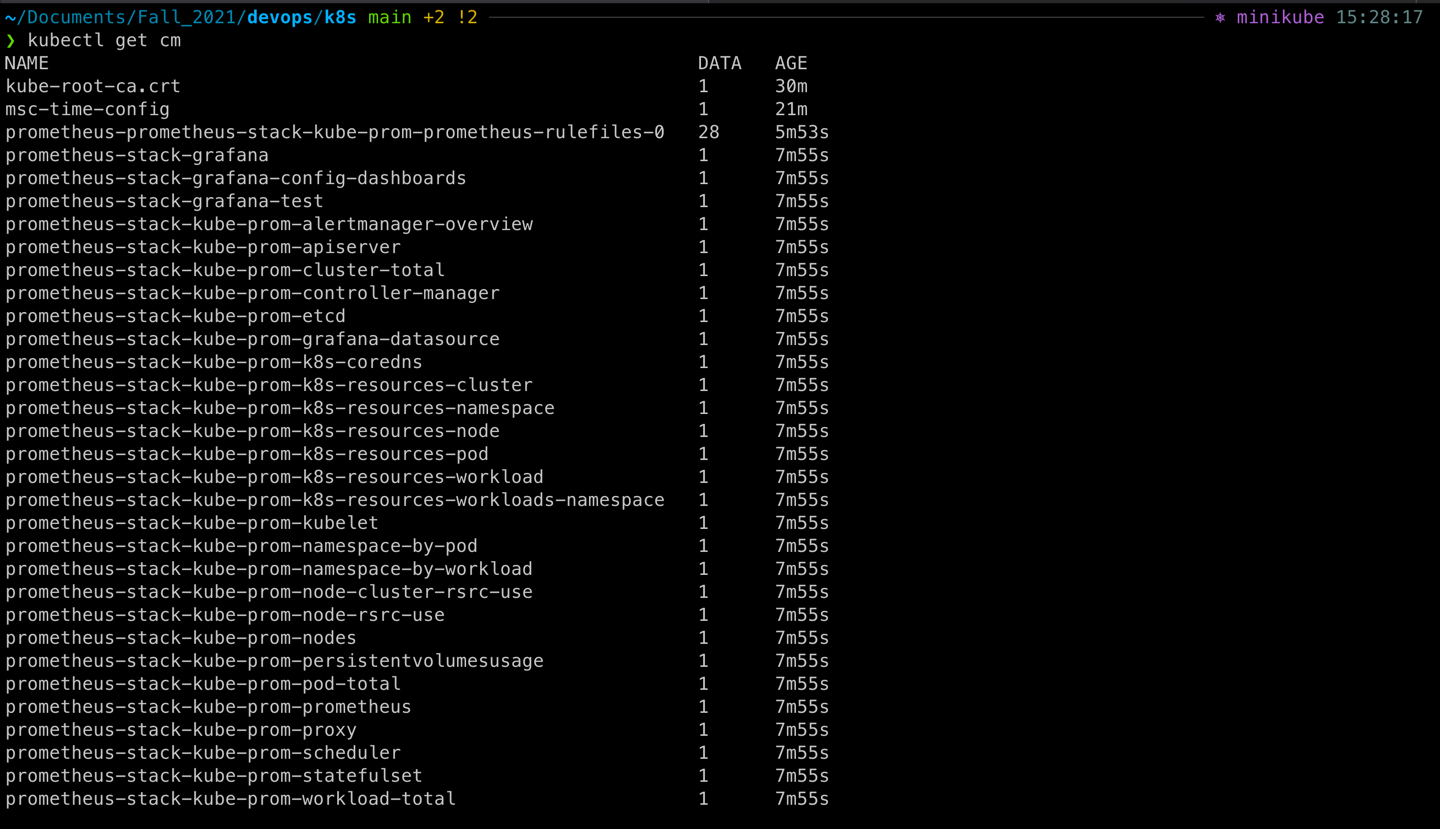 ~/Documents/Fall_2021/devops/k8s main +2 !2 ⎈ minikube 15:28:17
❯ kubectl get cm
NAME DATA AGE
kube-root-ca.crt 1 30m
msc-time-config 1 21m
prometheus-prometheus-stack-kube-prom-prometheus-rulefiles-0 28 5m53s
prometheus-stack-grafana 1 7m55s
prometheus-stack-grafana-config-dashboards 1 7m55s
prometheus-stack-grafana-test 1 7m55s
prometheus-stack-kube-prom-alertmanager-overview 1 7m55s
prometheus-stack-kube-prom-apiserver 1 7m55s
prometheus-stack-kube-prom-cluster-total 1 7m55s
prometheus-stack-kube-prom-controller-manager 1 7m55s
prometheus-stack-kube-prom-etcd 1 7m55s
prometheus-stack-kube-prom-grafana-datasource 1 7m55s
prometheus-stack-kube-prom-k8s-coredns 1 7m55s
prometheus-stack-kube-prom-k8s-resources-cluster 1 7m55s
prometheus-stack-kube-prom-k8s-resources-namespace 1 7m55s
prometheus-stack-kube-prom-k8s-resources-node 1 7m55s
prometheus-stack-kube-prom-k8s-resources-pod 1 7m55s
prometheus-stack-kube-prom-k8s-resources-workload 1 7m55s
prometheus-stack-kube-prom-k8s-resources-workloads-namespace 1 7m55s
prometheus-stack-kube-prom-kubelet 1 7m55s
prometheus-stack-kube-prom-namespace-by-pod 1 7m55s
prometheus-stack-kube-prom-namespace-by-workload 1 7m55s
prometheus-stack-kube-prom-node-cluster-rsrc-use 1 7m55s
prometheus-stack-kube-prom-node-rsrc-use 1 7m55s
prometheus-stack-kube-prom-nodes 1 7m55s
prometheus-stack-kube-prom-persistentvolumesusage 1 7m55s
prometheus-stack-kube-prom-pod-total 1 7m55s
prometheus-stack-kube-prom-prometheus 1 7m55s
prometheus-stack-kube-prom-proxy 1 7m55s
prometheus-stack-kube-prom-scheduler 1 7m55s
prometheus-stack-kube-prom-statefulset 1 7m55s
prometheus-stack-kube-prom-workload-total 1 7m55s